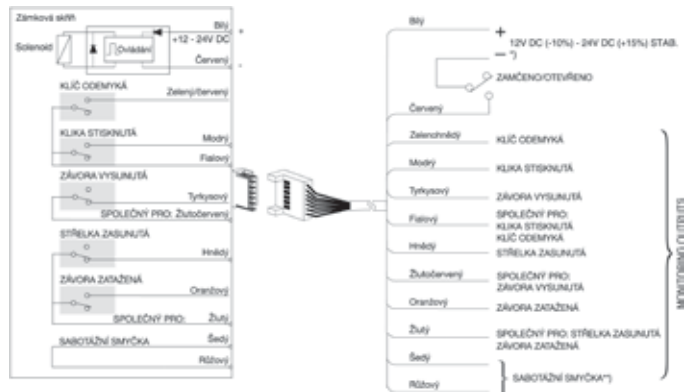 Zámková skříň
Solenoid
Ovládání
Bílý
+
+12 - 24V DC
Červený
-
KLÍČ ODEMYKÁ
Zelený/červený
KLIKA STISKNUTÁ
Modrý
Fialový
ZÁVORA VYSUNUTÁ
Tyrkysový
SPOLEČNÝ PRO: Žlutočervený
STŘELKA ZASUNUTÁ
Hnědý
ZÁVORA ZATAŽENÁ
Oranžový
SPOLEČNÝ PRO: Žlutý
SABOTÁŽNÍ SMYČKA
Šedý
Růžový
Bílý
+
12V DC (-10%) - 24V DC (+15%) STAB.
— *)
ZAMČENO/OTEVŘENO
Červený
Zelenohnědý
KLÍČ ODEMYKÁ
Modrý
KLIKA STISKNUTÁ
Tyrkysový
ZÁVORA VYSUNUTÁ
Fialový
SPOLEČNÝ PRO:
KLIKA STISKNUTÁ
KLÍČ ODEMYKÁ
Hnědý
STŘELKA ZASUNUTÁ
Žlutočervený
SPOLEČNÝ PRO:
ZÁVORA VYSUNUTÁ
Oranžový
ZÁVORA ZATAŽENÁ
Žlutý
SPOLEČNÝ PRO: STŘELKA ZASUNUTÁ
ZÁVORA ZATAŽENÁ
Šedý
SABOTÁŽNÍ SMYČKA**)
Růžový
MONITORING OUTPUTS